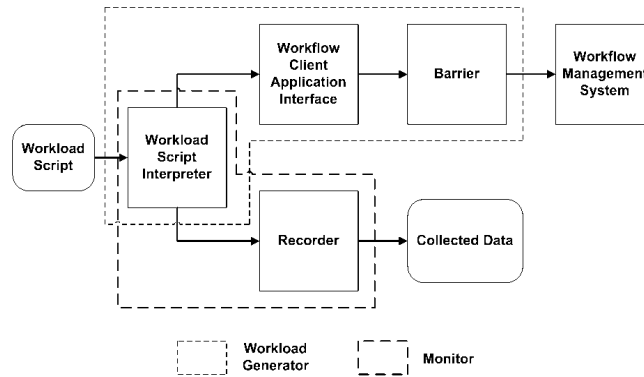 Workflow
Client
Application
Interface
Barrier
Workflow
Management
System
Workload
Script
Workload
Script
Interpreter
Recorder
Collected Data
Workload
Generator
Monitor